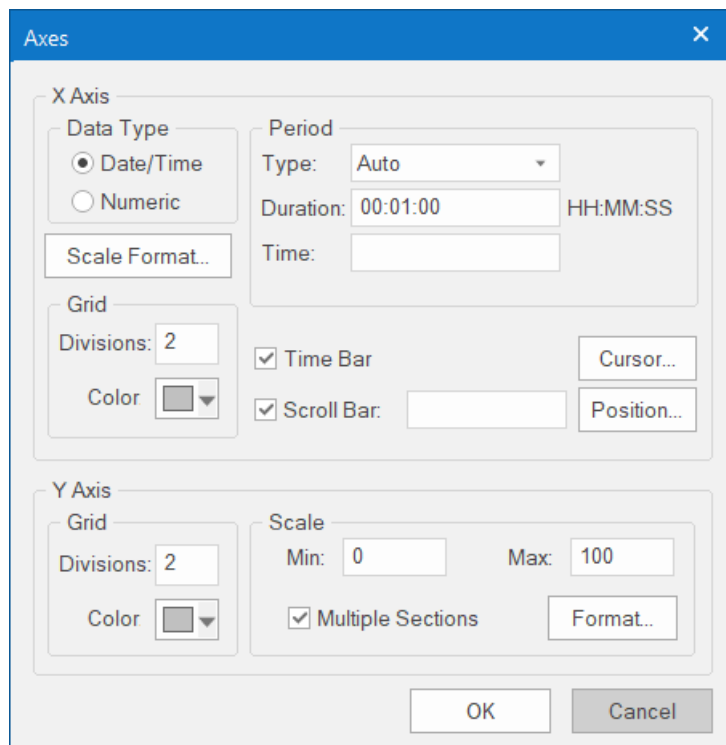 Axes
X Axis
Data Type
Date/Time
Numeric
Scale Format...
Grid
Divisions: 2
Color
Period
Type: Auto
Duration: 00:01:00 HH:MM:SS
Time:
Time Bar
Cursor...
Scroll Bar:
Position...
Y Axis
Grid
Divisions: 2
Color
Scale
Min: 0 Max: 100
Multiple Sections
Format...
OK
Cancel